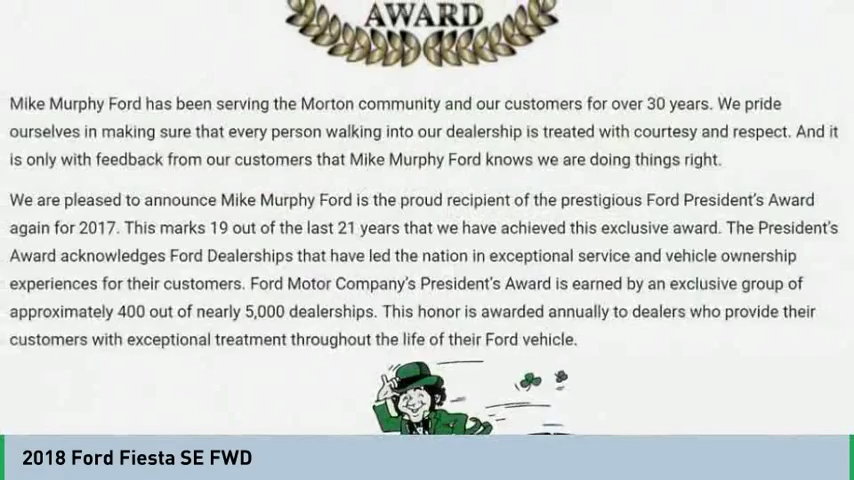 AWARD
Mike Murphy Ford has been serving the Morton community and our customers for over 30 years. We pride
ourselves in making sure that every person walking into our dealership is treated with courtesy and respect. And it
is only with feedback from our customers that Mike Murphy Ford knows we are doing things right.
We are pleased to announce Mike Murphy Ford is the proud recipient of the prestigious Ford President's Award
again for 2017. This marks 19 out of the last 21 years that we have achieved this exclusive award. The President's
Award acknowledges Ford Dealerships that have led the nation in exceptional service and vehicle ownership
experiences for their customers. Ford Motor Company's President's Award is earned by an exclusive group of
approximately 400 out of nearly 5,000 dealerships. This honor is awarded annually to dealers who provide their
customers with exceptional treatment throughout the life of their Ford vehicle.
2018 Ford Fiesta SE FWD